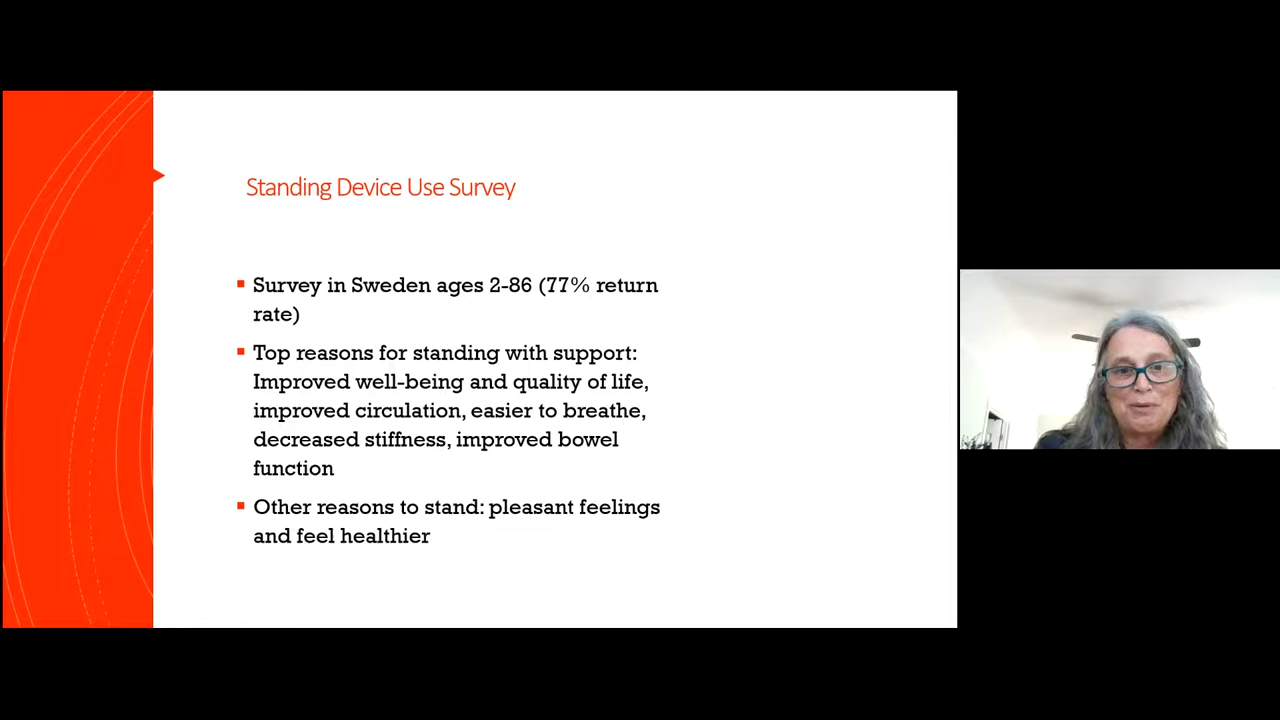 Standing Device Use Survey
Survey in Sweden ages 2-86 (77% return
rate)
Top reasons for standing with support:
Improved well-being and quality of life,
improved circulation, easier to breathe,
decreased stiffness, improved bowel
function
Other reasons to stand: pleasant feelings
and feel healthier